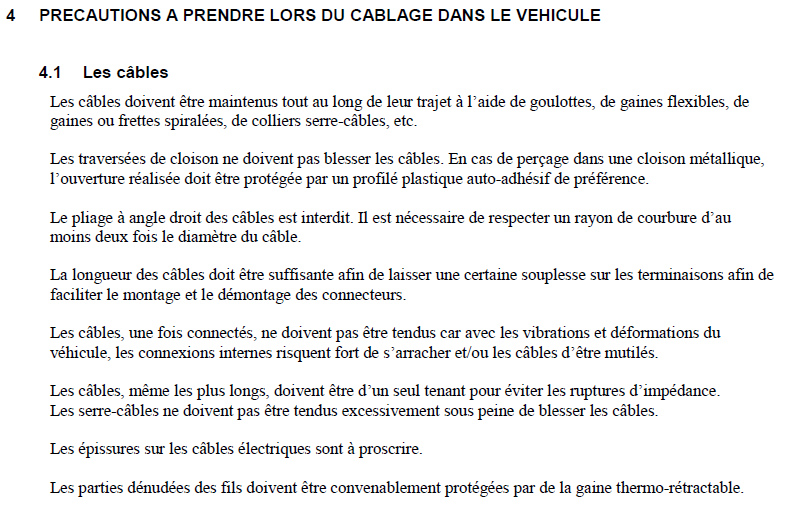 4 PRECAUTIONS A PRENDRE LORS DU CABLAGE DANS LE VEHICULE
4.1 Les câbles
Les câbles doivent être maintenus tout au long de leur trajet à l’aide de goulottes, de gaines flexibles, de
gaines ou frettes spiralées, de colliers serre-câbles, etc.
Les traversées de cloison ne doivent pas blesser les câbles. En cas de perçage dans une cloison métallique,
l’ouverture réalisée doit être protégée par un profilé plastique auto-adhésif de préférence.
Le pliage à angle droit des câbles est interdit. Il est nécessaire de respecter un rayon de courbure d’au
moins deux fois le diamètre du câble.
La longueur des câbles doit être suffisante afin de laisser une certaine souplesse sur les terminaisons afin de
faciliter le montage et le démontage des connecteurs.
Les câbles, une fois connectés, ne doivent pas être tendus car avec les vibrations et déformations du
véhicule, les connexions internes risquent fort de s’arracher et/ou les câbles d’être mutilés.
Les câbles, même les plus longs, doivent être d’un seul tenant pour éviter les ruptures d’impédance.
Les serre-câbles ne doivent pas être tendus excessivement sous peine de blesser les câbles.
Les épissures sur les câbles électriques sont à proscrire.
Les parties dénudées des fils doivent être convenablement protégées par de la gaine thermo-rétractable.